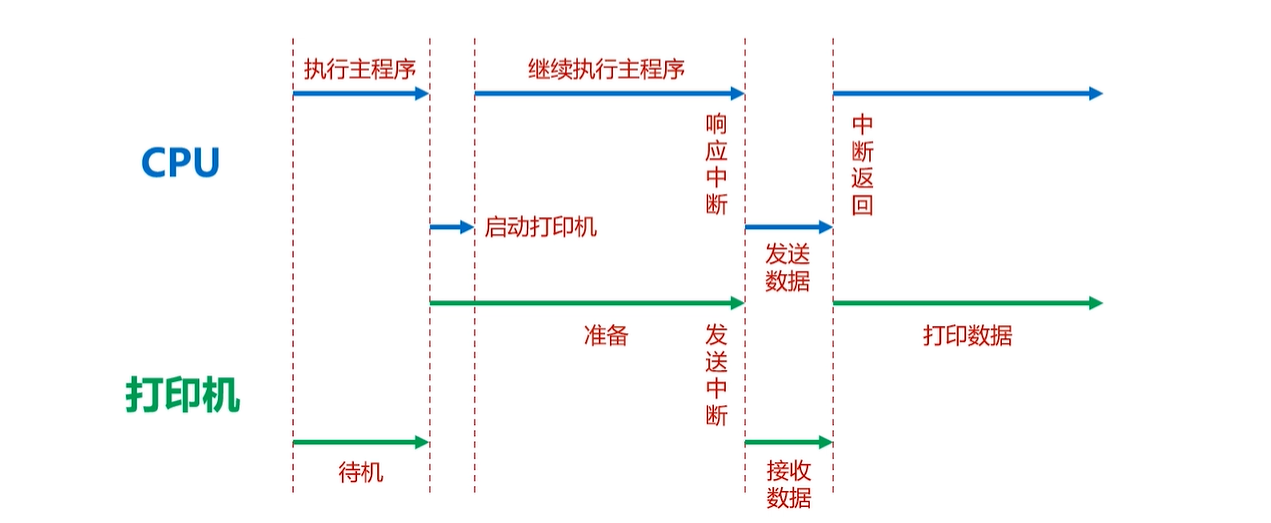 执行主程序
继续执行主程序
响应中断
中断返回
CPU
启动打印机
发送
数据
准备
发送中断
打印数据
打印机
待机
接收
数据